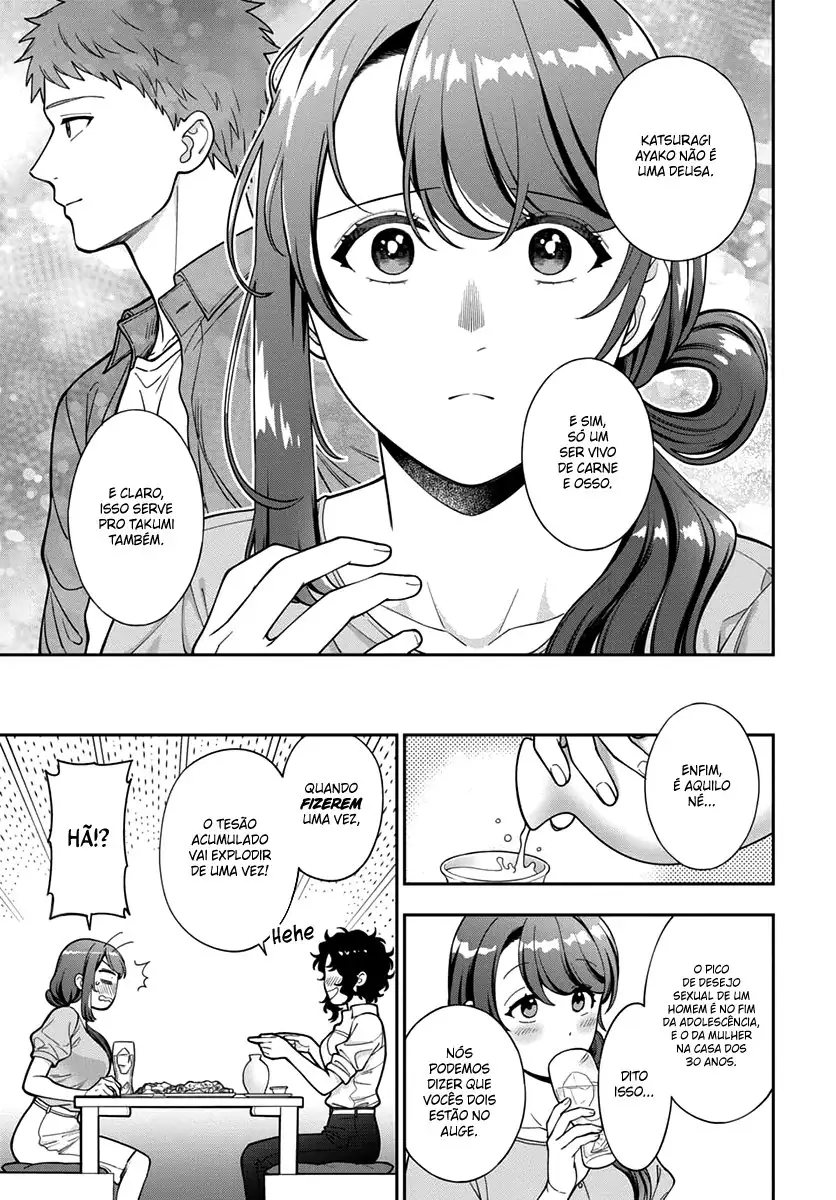 KATSURAGI
AYAKO NÃO É
UMA DEUSA.
E SIM,
SÓ UM
SER VIVO
DE CARNE
E OSSO.
E CLARO,
ISSO SERVE
PRO TAKUMI
TAMBÉM.
ENFIM,
É AQUILO
NÉ...
O PICO
DE DESEJO
SEXUAL DE UM
HOMEM É NO FIM
DA ADOLESCÊNCIA,
E O DA MULHER
NA CASA DOS
30 ANOS.
DITO
ISSO...
NÓS
PODEMOS
DIZER QUE
VOCÊS DOIS
ESTÃO NO
AUGE.
QUANDO
FIZEREM
UMA VEZ,
O TESÃO
ACUMULADO
VAI EXPLODIR
DE UMA VEZ!
Hehe
HÃ!?